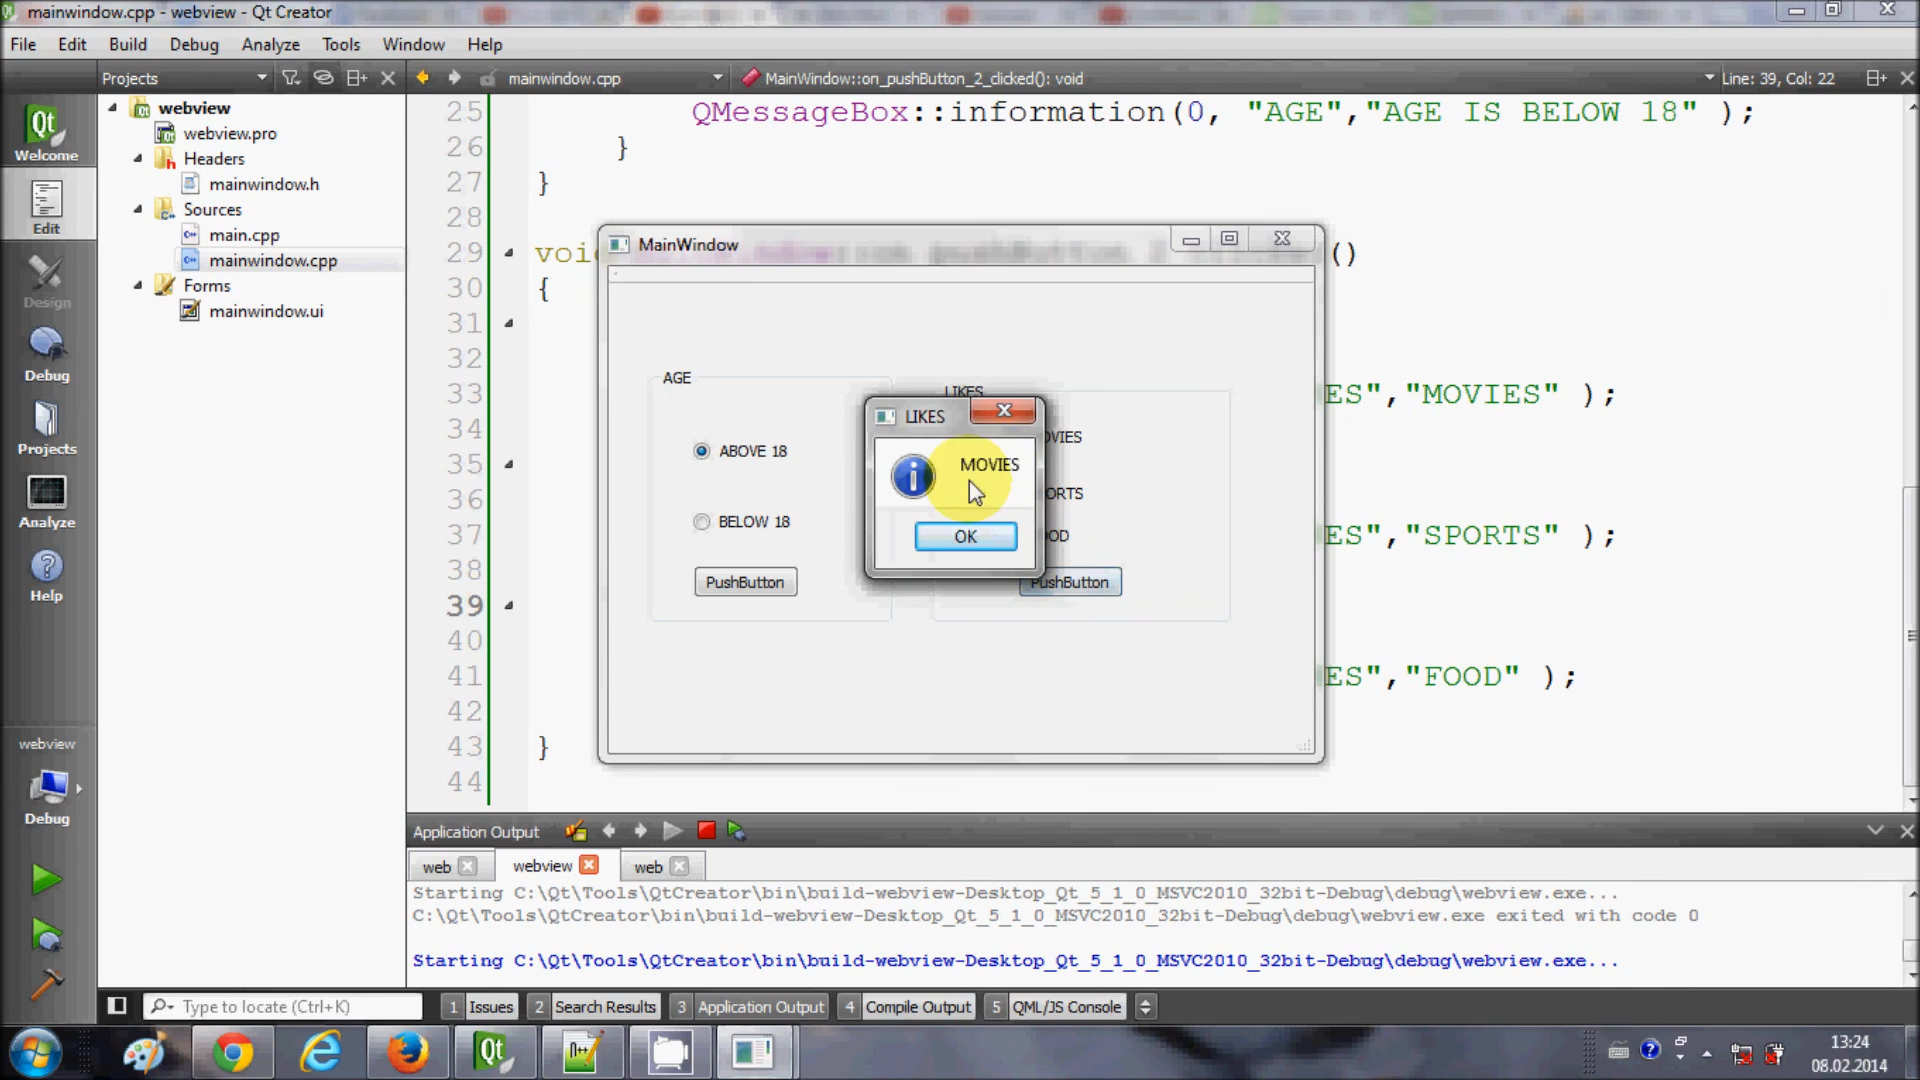 mainwindow.cpp - webview - Qt Creator
File Edit Build Debug Analyze Tools Window Help
Projects mainwindow.cpp MainWindow::on_pushButton_2_clicked(): void Line: 39, Col: 22
Welcome
Edit
Design
Debug
Projects
Analyze
Help
webview
Debug
webview
webview.pro
Headers
mainwindow.h
Sources
main.cpp
mainwindow.cpp
Forms
mainwindow.ui
25 QMessageBox::information(0, "AGE","AGE IS BELOW 18" );
26 }
27 }
28
29 voi ()
30 {
31
32
33 ES","MOVIES" );
34
35
36
37 ES","SPORTS" );
38
39
40
41 ES","FOOD" );
42
43 }
44
MainWindow
AGE
ABOVE 18
BELOW 18
PushButton
LIKES
OVIES
ORTS
OD
PushButton
LIKES
MOVIES
OK
Application Output
web webview web
Starting C:\Qt\Tools\QtCreator\bin\build-webview-Desktop_Qt_5_1_0_MSVC2010_32bit-Debug\debug\webview.exe...
C:\Qt\Tools\QtCreator\bin\build-webview-Desktop_Qt_5_1_0_MSVC2010_32bit-Debug\debug\webview.exe exited with code 0
Starting C:\Qt\Tools\QtCreator\bin\build-webview-Desktop_Qt_5_1_0_MSVC2010_32bit-Debug\debug\webview.exe...
Type to locate (Ctrl+K) 1 Issues 2 Search Results 3 Application Output 4 Compile Output 5 QML/JS Console
13:24
08.02.2014